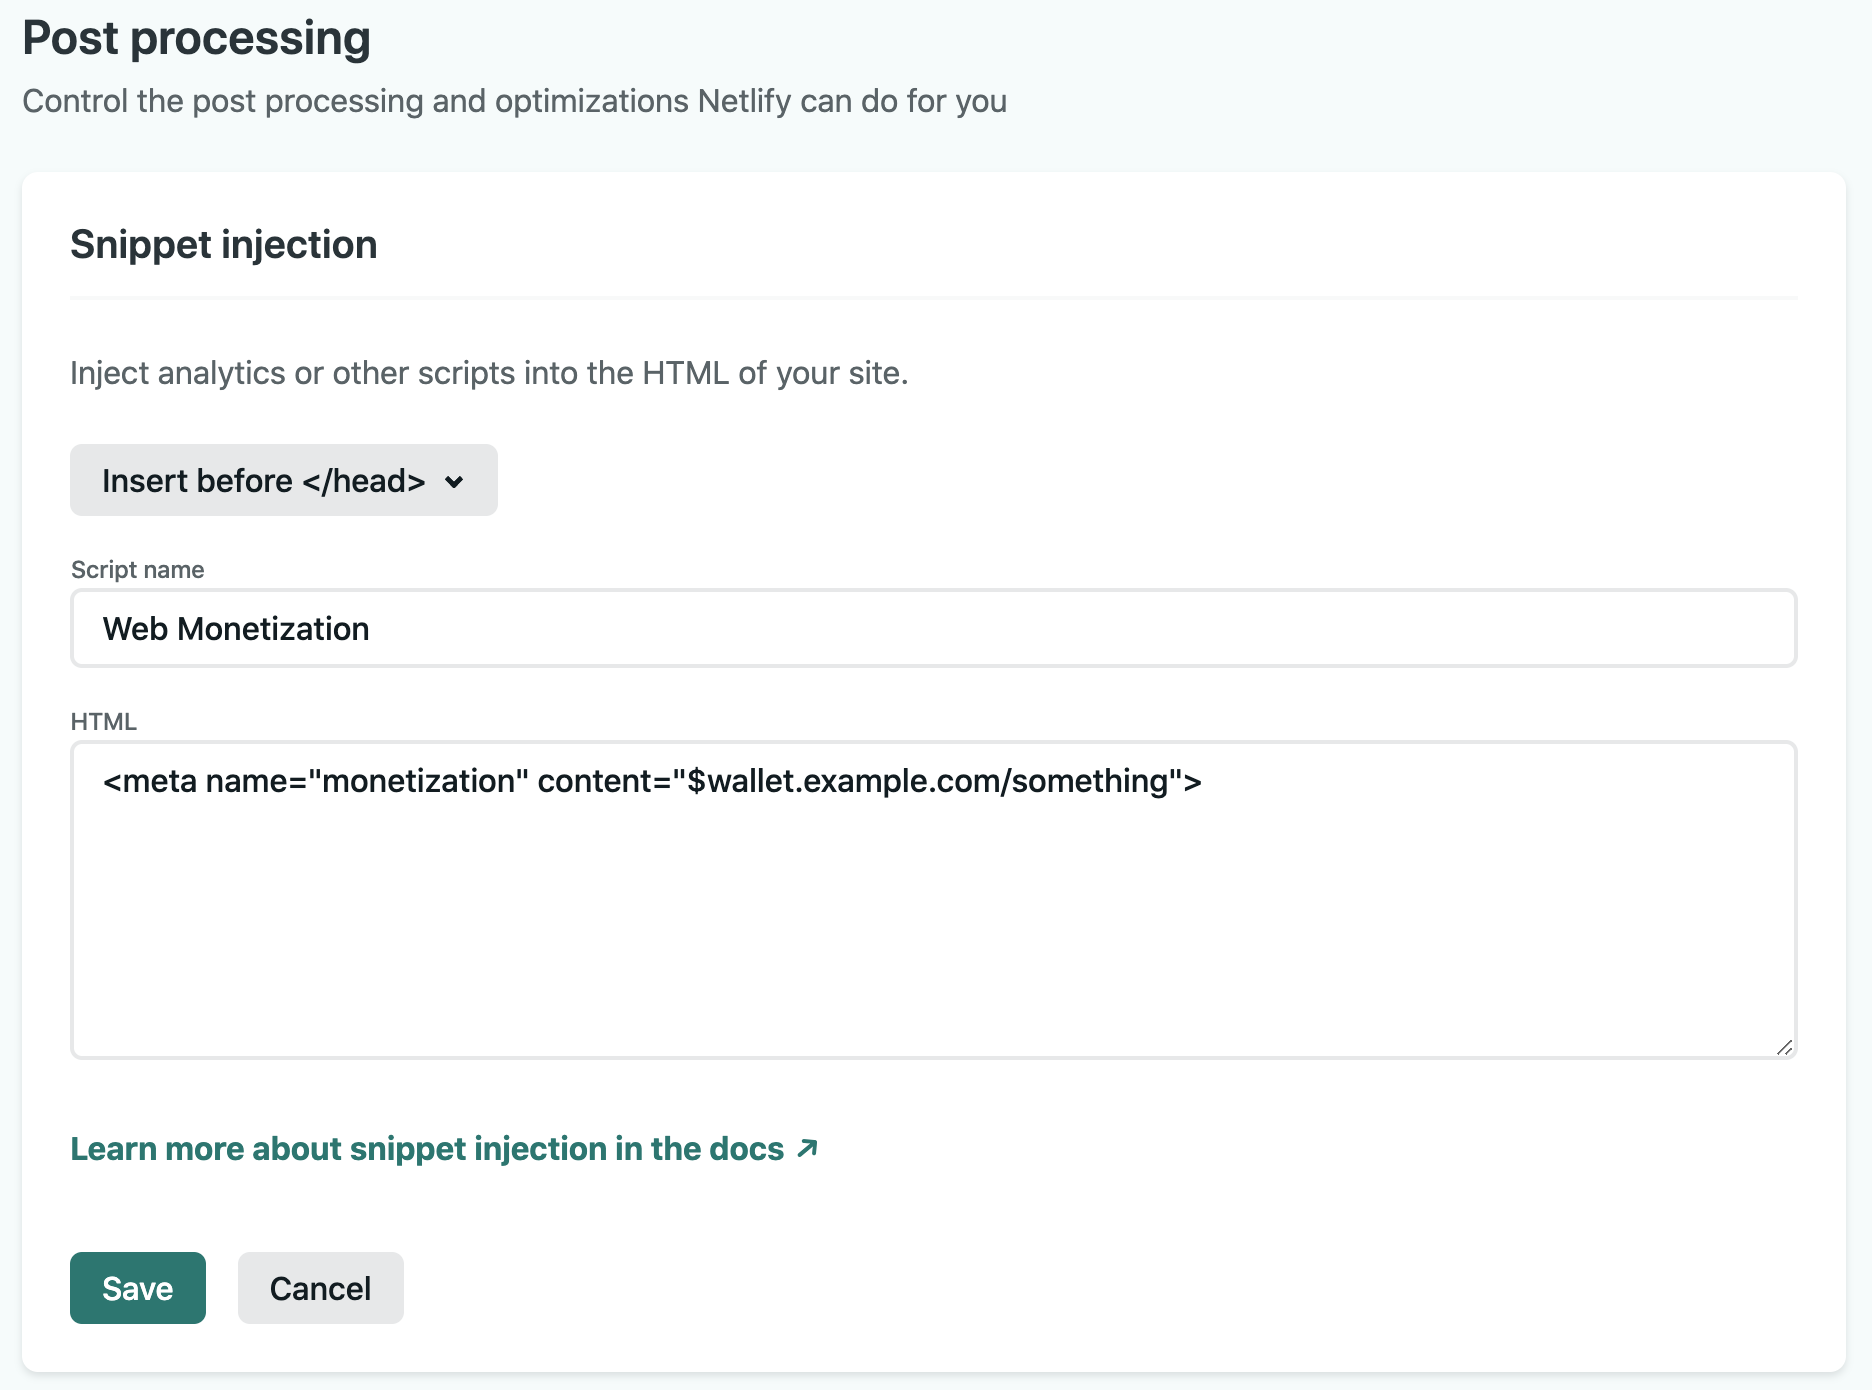 Post processing
Control the post processing and optimizations Netlify can do for you
Snippet injection
Inject analytics or other scripts into the HTML of your site.
Insert before </head>
Script name
Web Monetization
HTML
<meta name="monetization" content="$wallet.example.com/something">
Learn more about snippet injection in the docs ↗
Save
Cancel